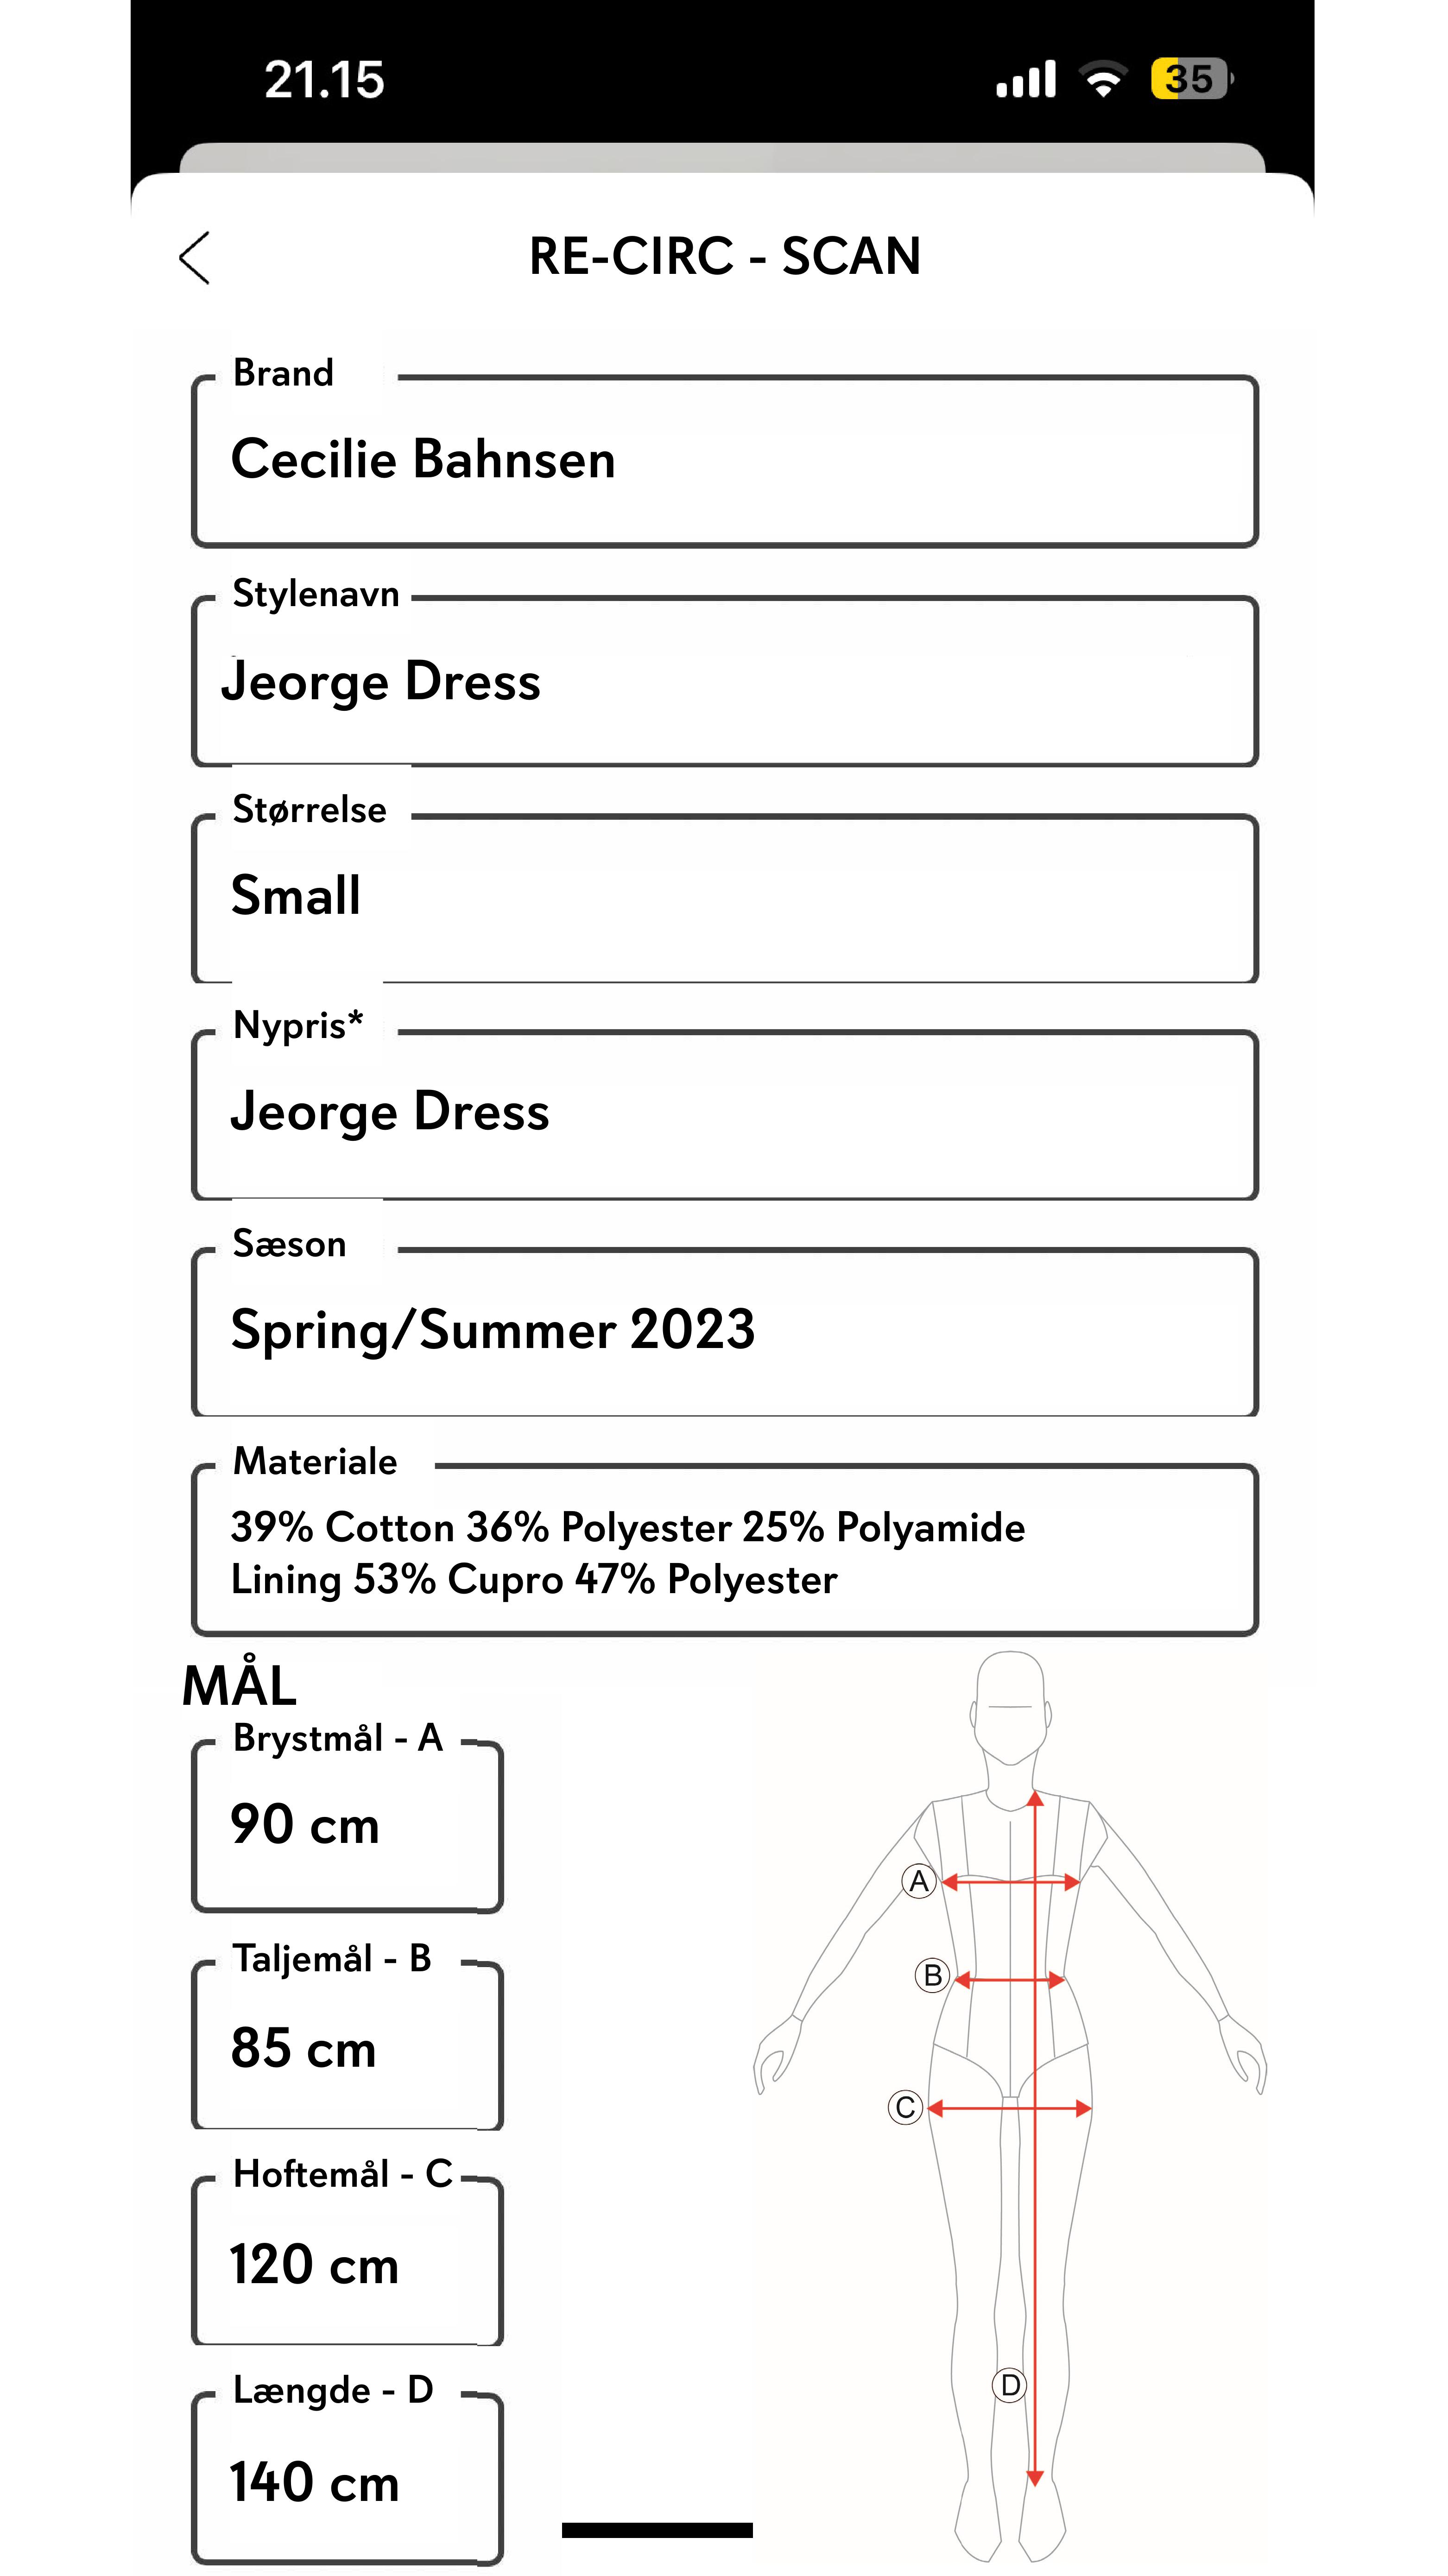 21.15
35
RE-CIRC - SCAN
Brand
Cecilie Bahnsen
Stylenavn
Jeorge Dress
Størrelse
Small
Nypris*
Jeorge Dress
Sæson
Spring/Summer 2023
Materiale
39% Cotton 36% Polyester 25% Polyamide
Lining 53% Cupro 47% Polyester
MÅL
Brystmål - A
90 cm
Taljemål - B
85 cm
Hoftemål - C
120 cm
Længde - D
140 cm
A
B
C
D